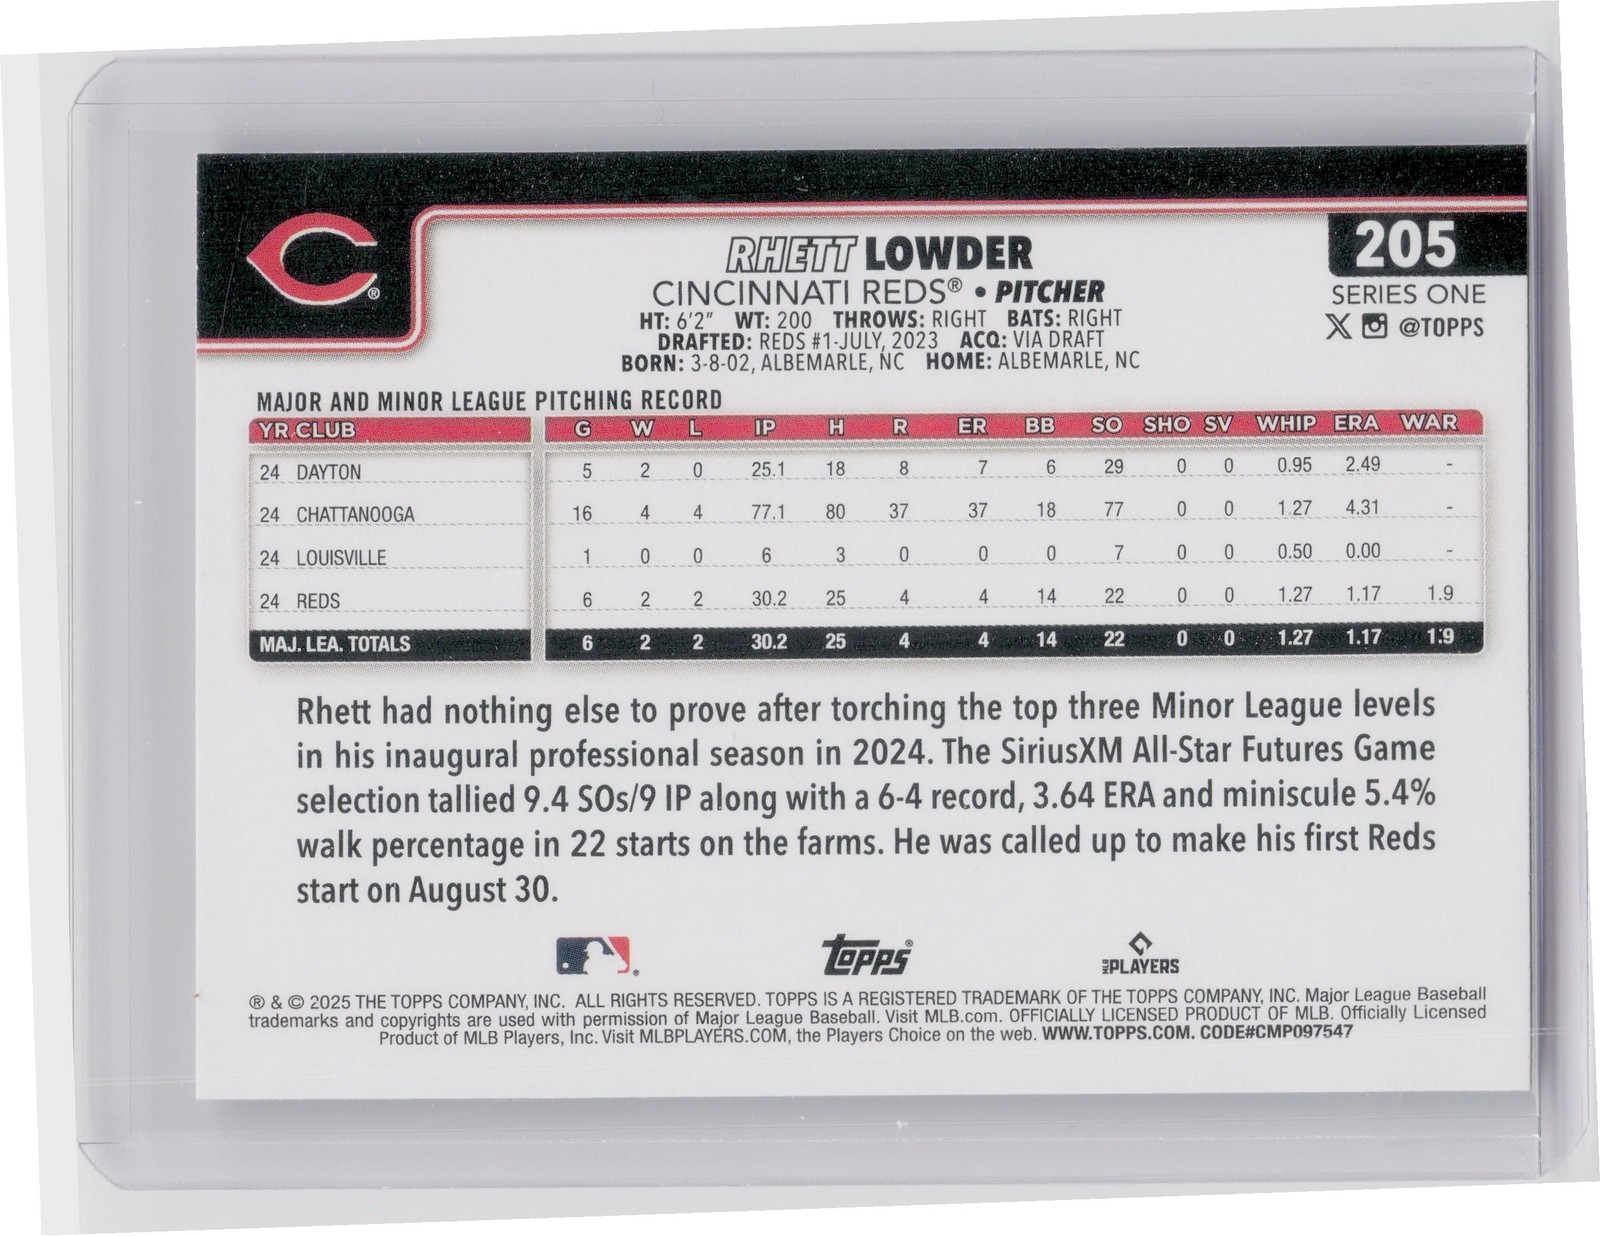 205
RHETT LOWDER
CINCINNATI REDS® • PITCHER
SERIES ONE
HT: 6'2" WT: 200 THROWS: RIGHT BATS: RIGHT
@TOPPS
DRAFTED: REDS #1-JULY, 2023 ACQ: VIA DRAFT
BORN: 3-8-02, ALBEMARLE, NC HOME: ALBEMARLE, NC
MAJOR AND MINOR LEAGUE PITCHING RECORD
YR CLUB G W L IP H R ER BB SO SHO SV WHIP ERA WAR
24 DAYTON 5 2 0 25.1 18 8 7 6 29 0 0 0.95 2.49 -
24 CHATTANOOGA 16 4 4 77.1 80 37 37 18 77 0 0 1.27 4.31 -
24 LOUISVILLE 1 0 0 6 3 0 0 0 7 0 0 0.50 0.00 -
24 REDS 6 2 2 30.2 25 4 4 14 22 0 0 1.27 1.17 1.9
MAJ. LEA. TOTALS 6 2 2 30.2 25 4 4 14 22 0 0 1.27 1.17 1.9
Rhett had nothing else to prove after torching the top three Minor League levels
in his inaugural professional season in 2024. The SiriusXM All-Star Futures Game
selection tallied 9.4 SOs/9 IP along with a 6-4 record, 3.64 ERA and miniscule 5.4%
walk percentage in 22 starts on the farms. He was called up to make his first Reds
start on August 30.
topps®
MLB PLAYERS
® & © 2025 THE TOPPS COMPANY, INC. ALL RIGHTS RESERVED. TOPPS IS A REGISTERED TRADEMARK OF THE TOPPS COMPANY, INC. Major League Baseball
trademarks and copyrights are used with permission of Major League Baseball. Visit MLB.com. OFFICIALLY LICENSED PRODUCT OF MLB. Officially Licensed
Product of MLB Players, Inc. Visit MLBPLAYERS.COM, the Players Choice on the web. WWW.TOPPS.COM. CODE#CMP097547